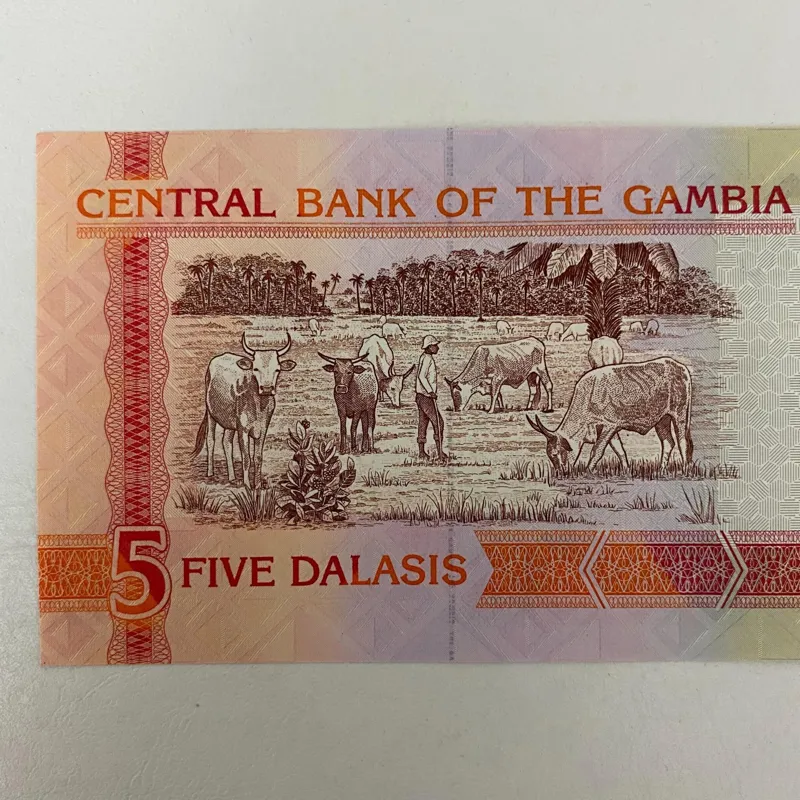 CENTRAL BANK OF THE GAMBIA
5 FIVE DALASIS